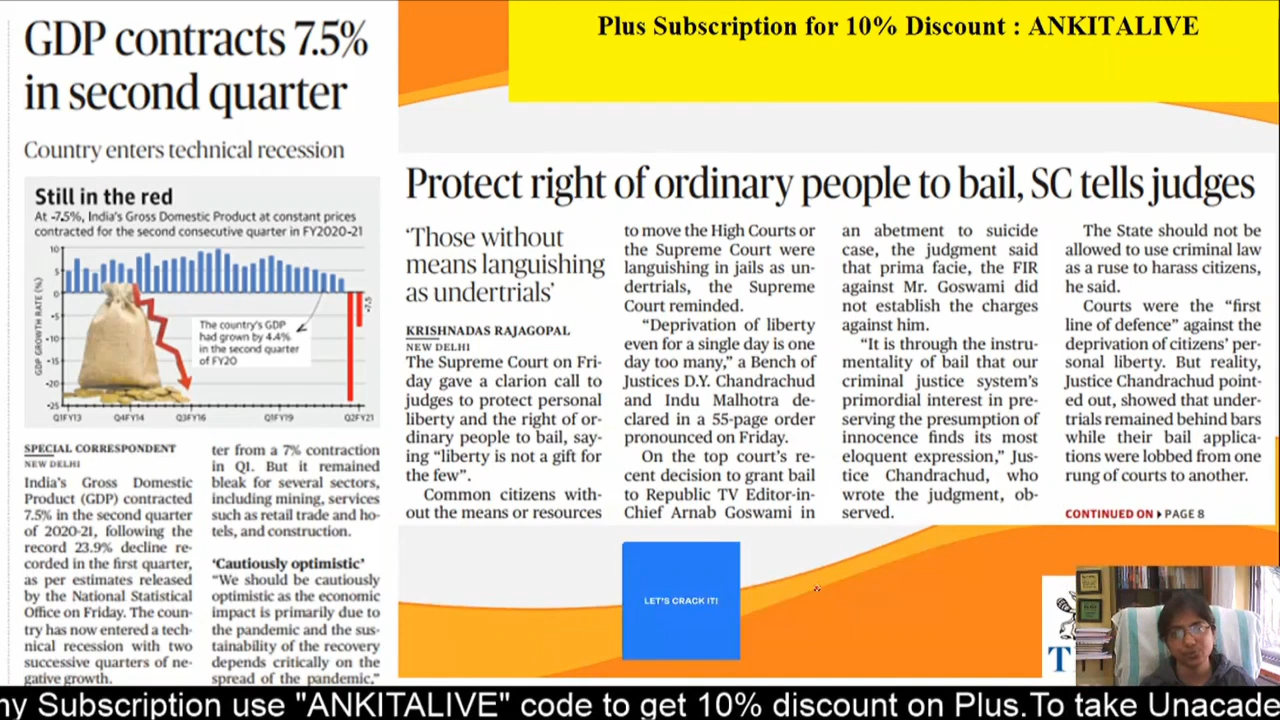 GDP contracts 7.5%
in second quarter
Country enters technical recession
Still in the red
At -7.5%, India's Gross Domestic Product at constant prices
contracted for the second consecutive quarter in FY2020-21
GDP GROWTH RATE (%)
10
5
0
-5
-10
-15
-20
-25
-7.5
The country's GDP
had grown by 4.4%
in the second quarter
of FY20
Q1FY13
Q4FY14
Q3FY16
Q1FY19
Q2FY21
SPECIAL CORRESPONDENT
NEW DELHI
India's Gross Domestic
Product (GDP) contracted
7.5% in the second quarter
of 2020-21, following the
record 23.9% decline re-
corded in the first quarter,
as per estimates released
by the National Statistical
Office on Friday. The coun-
try has now entered a tech-
nical recession with two
successive quarters of ne-
gative growth.
ter from a 7% contraction
in Q1. But it remained
bleak for several sectors,
including mining, services
such as retail trade and ho-
tels, and construction.
'Cautiously optimistic'
"We should be cautiously
optimistic as the economic
impact is primarily due to
the pandemic and the sus-
tainability of the recovery
depends critically on the
spread of the pandemic,"
Plus Subscription for 10% Discount : ANKITALIVE
Protect right of ordinary people to bail, SC tells judges
'Those without
means languishing
as undertrials'
KRISHNADAS RAJAGOPAL
NEW DELHI
The Supreme Court on Fri-
day gave a clarion call to
judges to protect personal
liberty and the right of or-
dinary people to bail, say-
ing "liberty is not a gift for
the few".
Common citizens with-
out the means or resources
to move the High Courts or
the Supreme Court were
languishing in jails as un-
dertrials, the Supreme
Court reminded.
"Deprivation of liberty
even for a single day is one
day too many," a Bench of
Justices D.Y. Chandrachud
and Indu Malhotra de-
clared in a 55-page order
pronounced on Friday.
On the top court's re-
cent decision to grant bail
to Republic TV Editor-in-
Chief Arnab Goswami in
an abetment to suicide
case, the judgment said
that prima facie, the FIR
against Mr. Goswami did
not establish the charges
against him.
"It is through the instru-
mentality of bail that our
criminal justice system's
primordial interest in pre-
serving the presumption of
innocence finds its most
eloquent expression," Jus-
tice Chandrachud, who
wrote the judgment, ob-
served.
The State should not be
allowed to use criminal law
as a ruse to harass citizens,
he said.
Courts were the "first
line of defence" against the
deprivation of citizens' per-
sonal liberty. But reality,
Justice Chandrachud point-
ed out, showed that under-
trials remained behind bars
while their bail applica-
tions were lobbed from one
rung of courts to another.
CONTINUED ON PAGE 8
LET'S CRACK IT!
T
ny Subscription use "ANKITALIVE" code to get 10% discount on Plus.To take Unacade